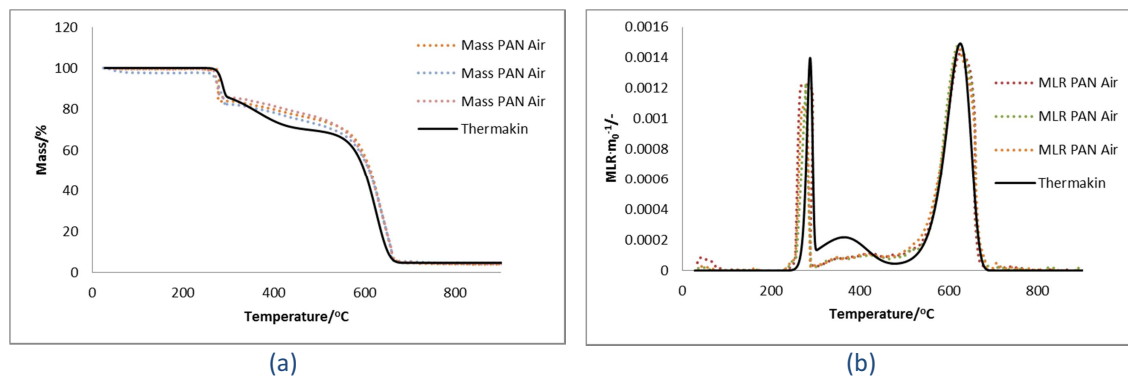 120
100
80
60
40
20
0
Mass/%
0
200
400
600
800
Temperature/°C
Mass PAN Air
Mass PAN Air
Mass PAN Air
Thermakin
(a)
0.0016
0.0014
0.0012
0.001
0.0008
0.0006
0.0004
0.0002
0
MLR·m₀⁻¹/-
0
200
400
600
800
Temperature/°C
MLR PAN Air
MLR PAN Air
MLR PAN Air
Thermakin
(b)